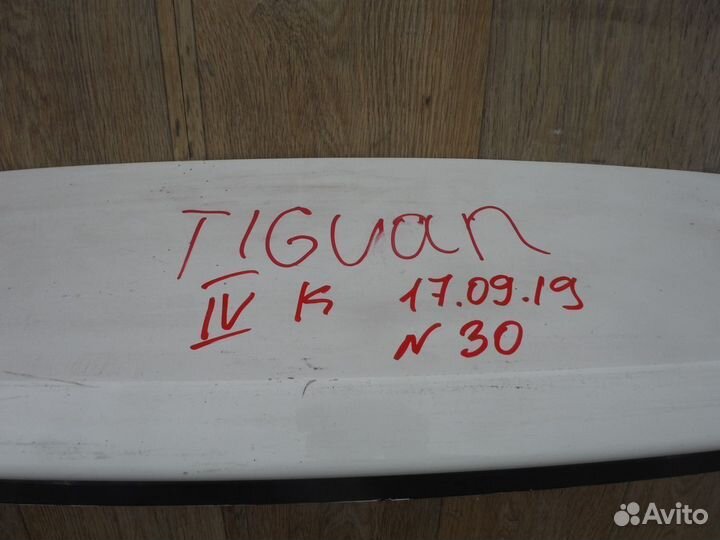 TIGuan
IV K 17.09.19
N 30
Avito